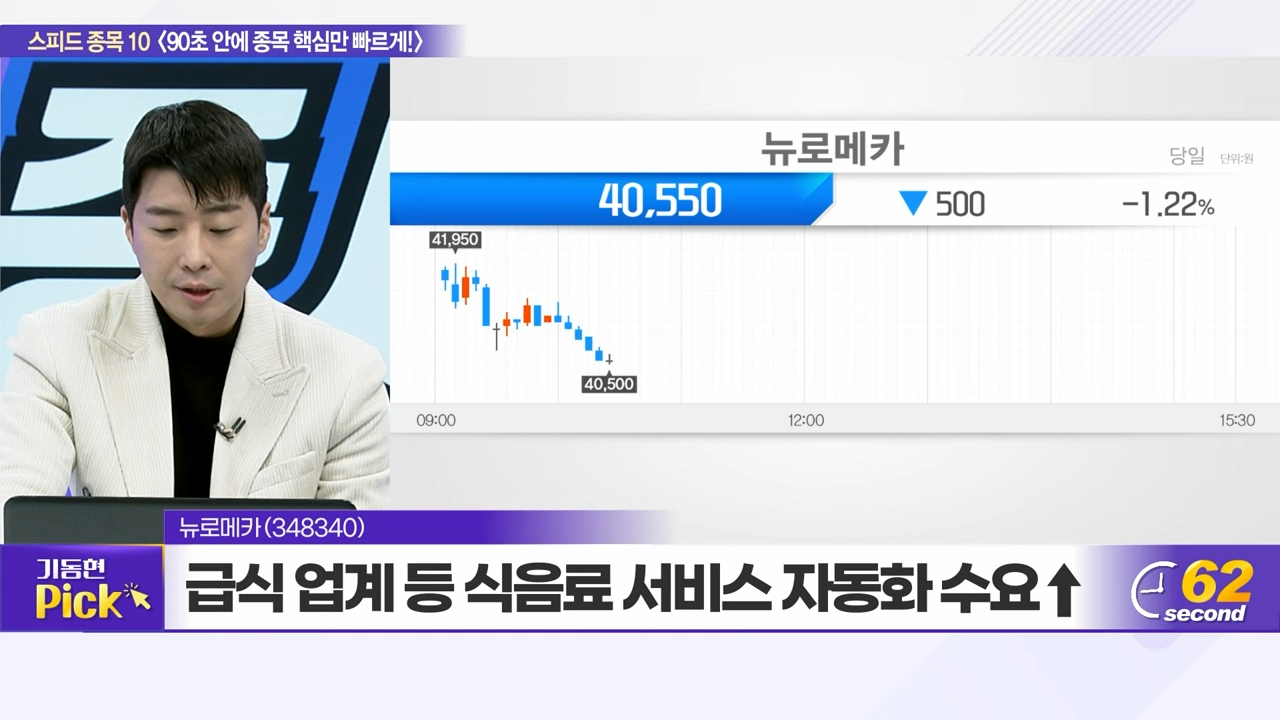 스피드 종목 10 <90초 안에 종목 핵심만 빠르게!>
뉴로메카
당일 단위:원
40,550 ▼500 -1.22%
41,950
40,500
09:00 12:00 15:30
뉴로메카(348340)
기동현
Pick
급식 업계 등 식음료 서비스 자동화 수요↑
62
second